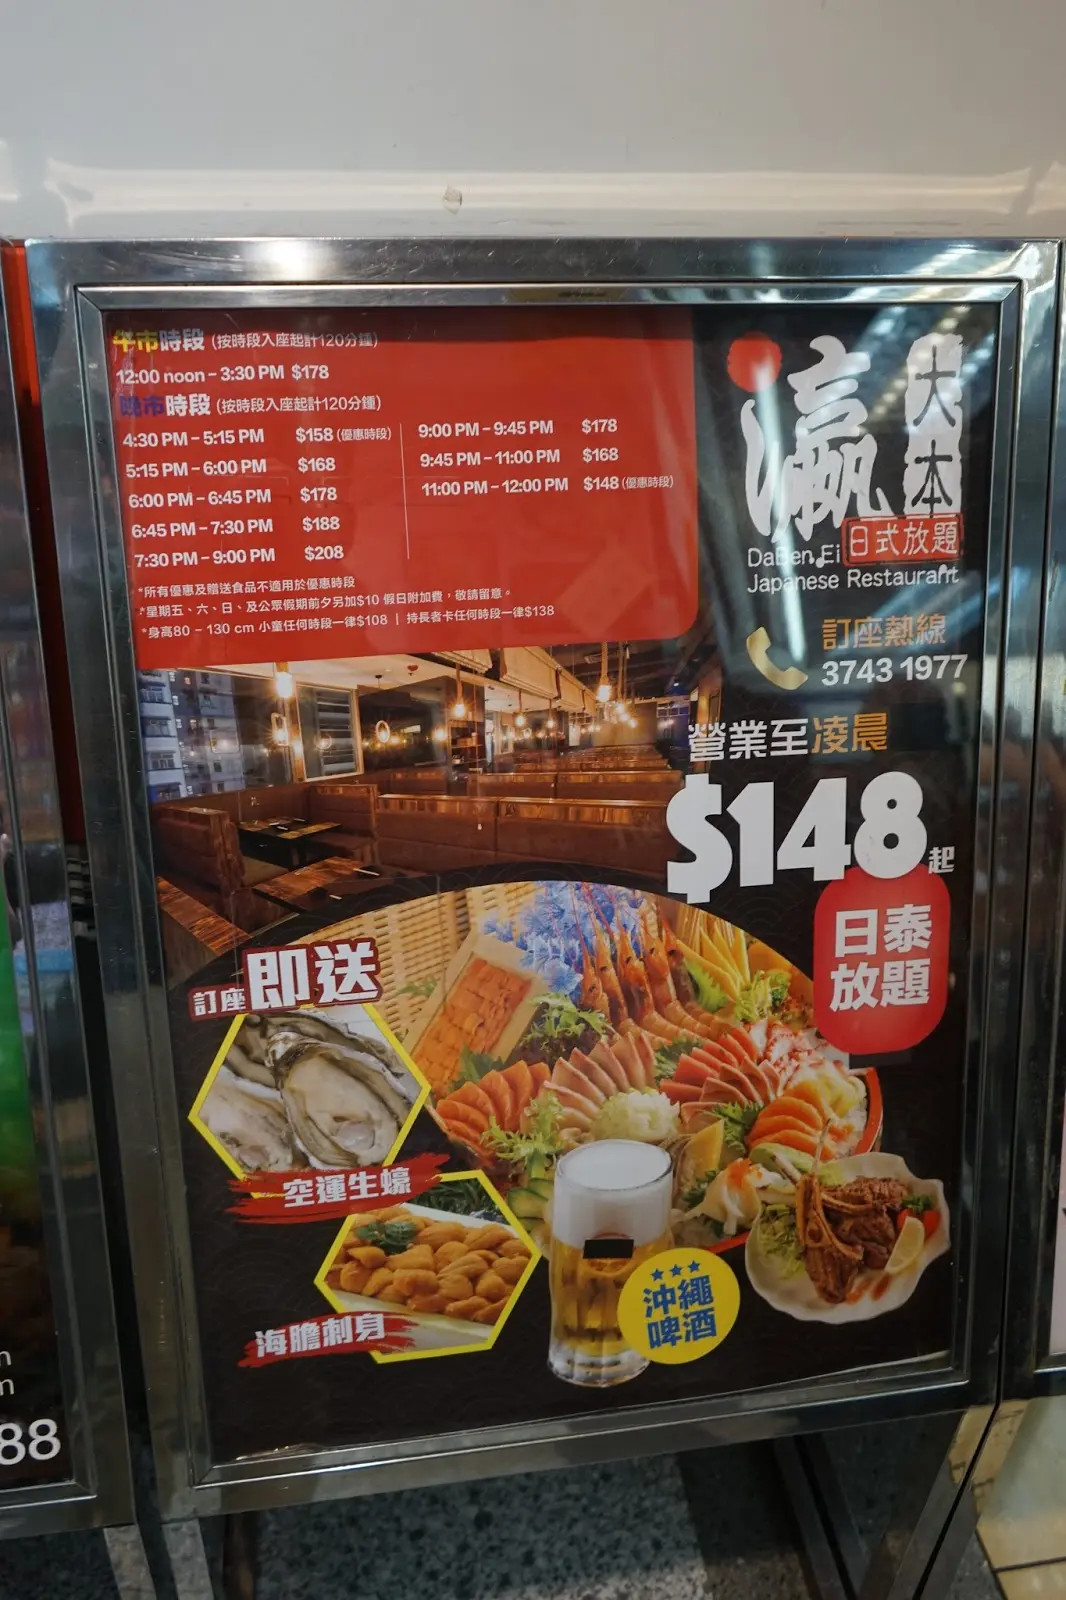 午市時段 (按時段入座起計120分鐘)
12:00 noon – 3:30 PM $178
晚市時段 (按時段入座起計120分鐘)
4:30 PM – 5:15 PM $158 (優惠時段)
5:15 PM – 6:00 PM $168
6:00 PM – 6:45 PM $178
6:45 PM – 7:30 PM $188
7:30 PM – 9:00 PM $208
9:00 PM – 9:45 PM $178
9:45 PM – 11:00 PM $168
11:00 PM – 12:00 PM $148 (優惠時段)
*所有優惠及贈送食品不適用於優惠時段
*星期五、六、日、及公眾假期前夕另加$10 假日附加費，敬請留意。
*身高80 – 130 cm 小童任何時段一律$108 | 持長者卡任何時段一律$138
大本
瀛
日式放題
DaBen Ei
Japanese Restaurant
訂座熱線
3743 1977
營業至凌晨
$148起
日泰
放題
訂座即送
空運生蠔
海膽刺身
沖繩
啤酒
n
m
88